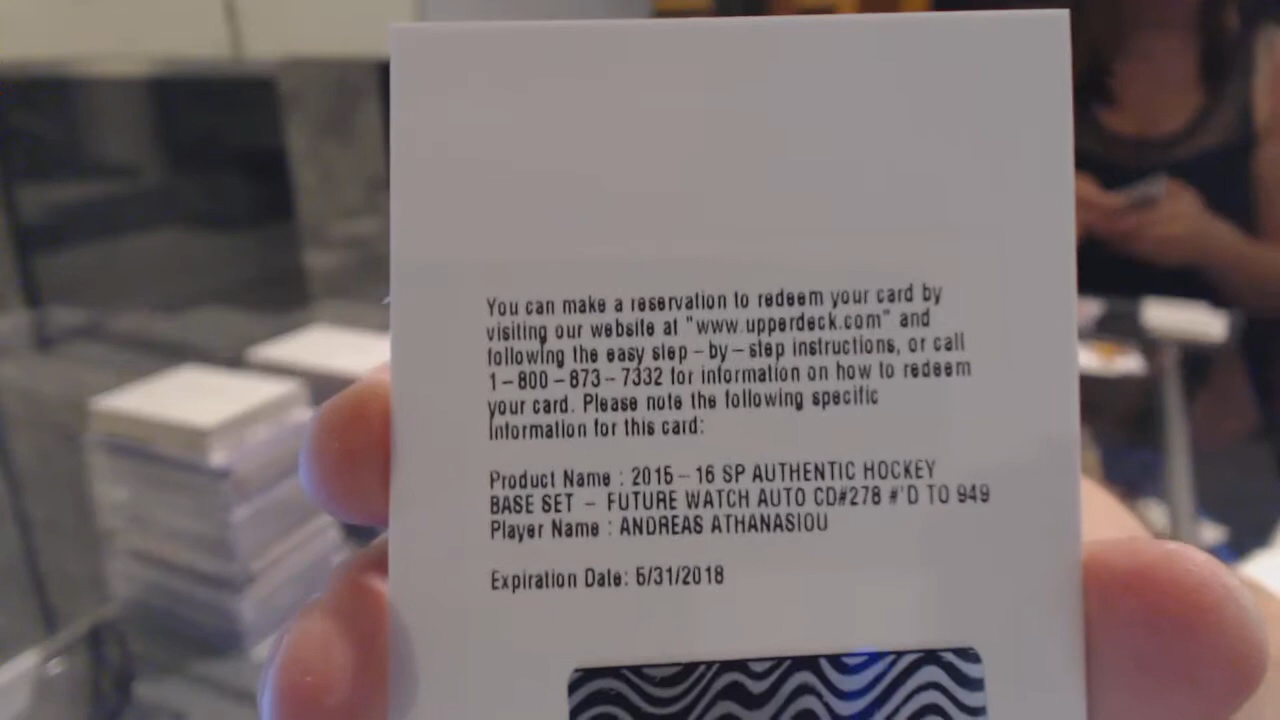 You can make a reservation to redeem your card by
visiting our website at "www.upperdeck.com" and
following the easy step-by-step instructions, or call
1-800-873-7332 for information on how to redeem
your card. Please note the following specific
information for this card:
Product Name : 2015-16 SP AUTHENTIC HOCKEY
BASE SET - FUTURE WATCH AUTO CD#278 #'D TO 949
Player Name : ANDREAS ATHANASIOU
Expiration Date: 5/31/2018